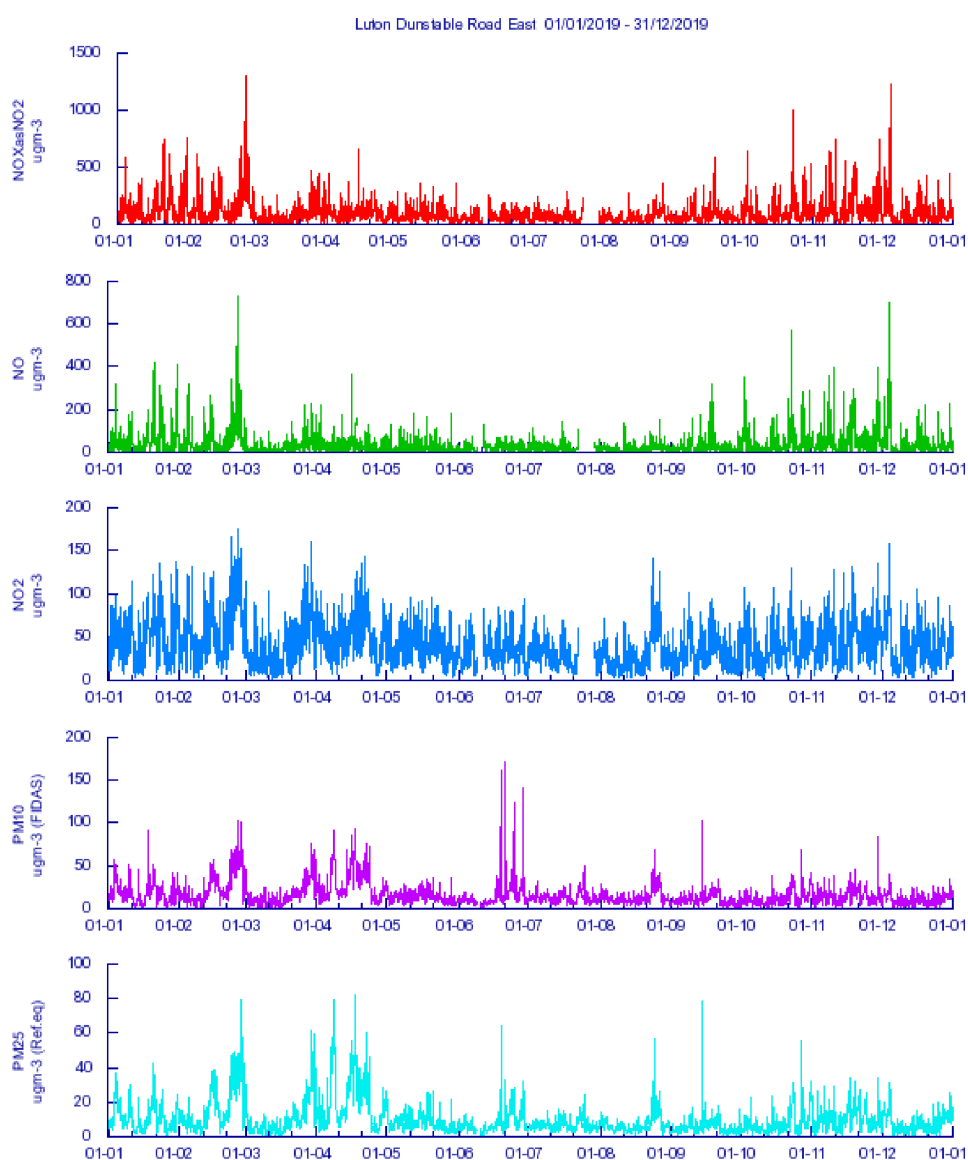 Luton Dunstable Road East 01/01/2019 - 31/12/2019
NOXasNO2
ugm-3
1500
1000
500
0
01-01 01-02 01-03 01-04 01-05 01-06 01-07 01-08 01-09 01-10 01-11 01-12 01-01
NO
ugm-3
800
600
400
200
0
01-01 01-02 01-03 01-04 01-05 01-06 01-07 01-08 01-09 01-10 01-11 01-12 01-01
NO2
ugm-3
200
150
100
50
0
01-01 01-02 01-03 01-04 01-05 01-06 01-07 01-08 01-09 01-10 01-11 01-12 01-01
PM10
ugm-3 (FIDAS)
200
150
100
50
0
01-01 01-02 01-03 01-04 01-05 01-06 01-07 01-08 01-09 01-10 01-11 01-12 01-01
PM25
ugm-3 (Ref.eq)
100
80
60
40
20
0
01-01 01-02 01-03 01-04 01-05 01-06 01-07 01-08 01-09 01-10 01-11 01-12 01-01